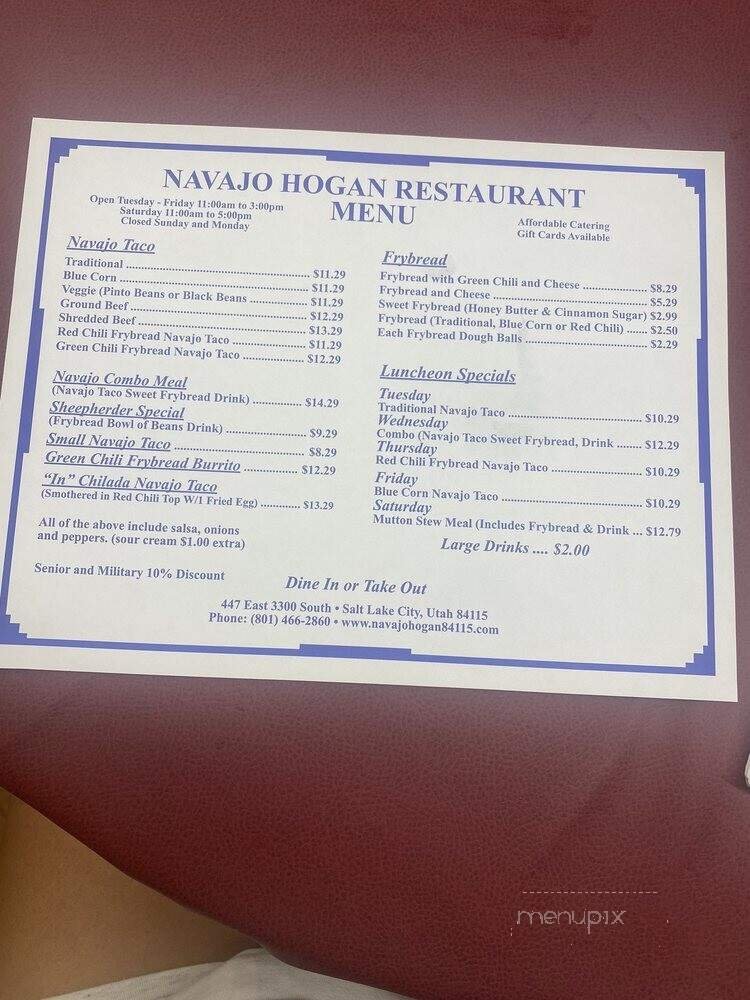 NAVAJO HOGAN RESTAURANT
MENU
Open Tuesday - Friday 11:00am to 3:00pm
Saturday 11:00am to 5:00pm
Closed Sunday and Monday
Affordable Catering
Gift Cards Available
Navajo Taco
Traditional ........ $11.29
Blue Corn ........ $11.29
Veggie (Pinto Beans or Black Beans ........ $11.29
Ground Beef ........ $12.29
Shredded Beef ........ $13.29
Red Chili Frybread Navajo Taco ........ $11.29
Green Chili Frybread Navajo Taco ........ $12.29
Navajo Combo Meal
(Navajo Taco Sweet Frybread Drink) ........ $14.29
Sheepherder Special
(Frybread Bowl of Beans Drink) ........ $9.29
Small Navajo Taco ........ $8.29
Green Chili Frybread Burrito ........ $12.29
"In" Chilada Navajo Taco
(Smothered in Red Chili Top W/1 Fried Egg) ........ $13.29
All of the above include salsa, onions
and peppers. (sour cream $1.00 extra)
Senior and Military 10% Discount
Frybread
Frybread with Green Chili and Cheese ........ $8.29
Frybread and Cheese ........ $5.29
Sweet Frybread (Honey Butter & Cinnamon Sugar) $2.99
Frybread (Traditional, Blue Corn or Red Chili) ...... $2.50
Each Frybread Dough Balls ........ $2.29
Luncheon Specials
Tuesday
Traditional Navajo Taco ........ $10.29
Wednesday
Combo (Navajo Taco Sweet Frybread, Drink ....... $12.29
Thursday
Red Chili Frybread Navajo Taco ........ $10.29
Friday
Blue Corn Navajo Taco ........ $10.29
Saturday
Mutton Stew Meal (Includes Frybread & Drink ... $12.79
Large Drinks .... $2.00
Dine In or Take Out
447 East 3300 South • Salt Lake City, Utah 84115
Phone: (801) 466-2860 • www.navajohogan84115.com
menupix